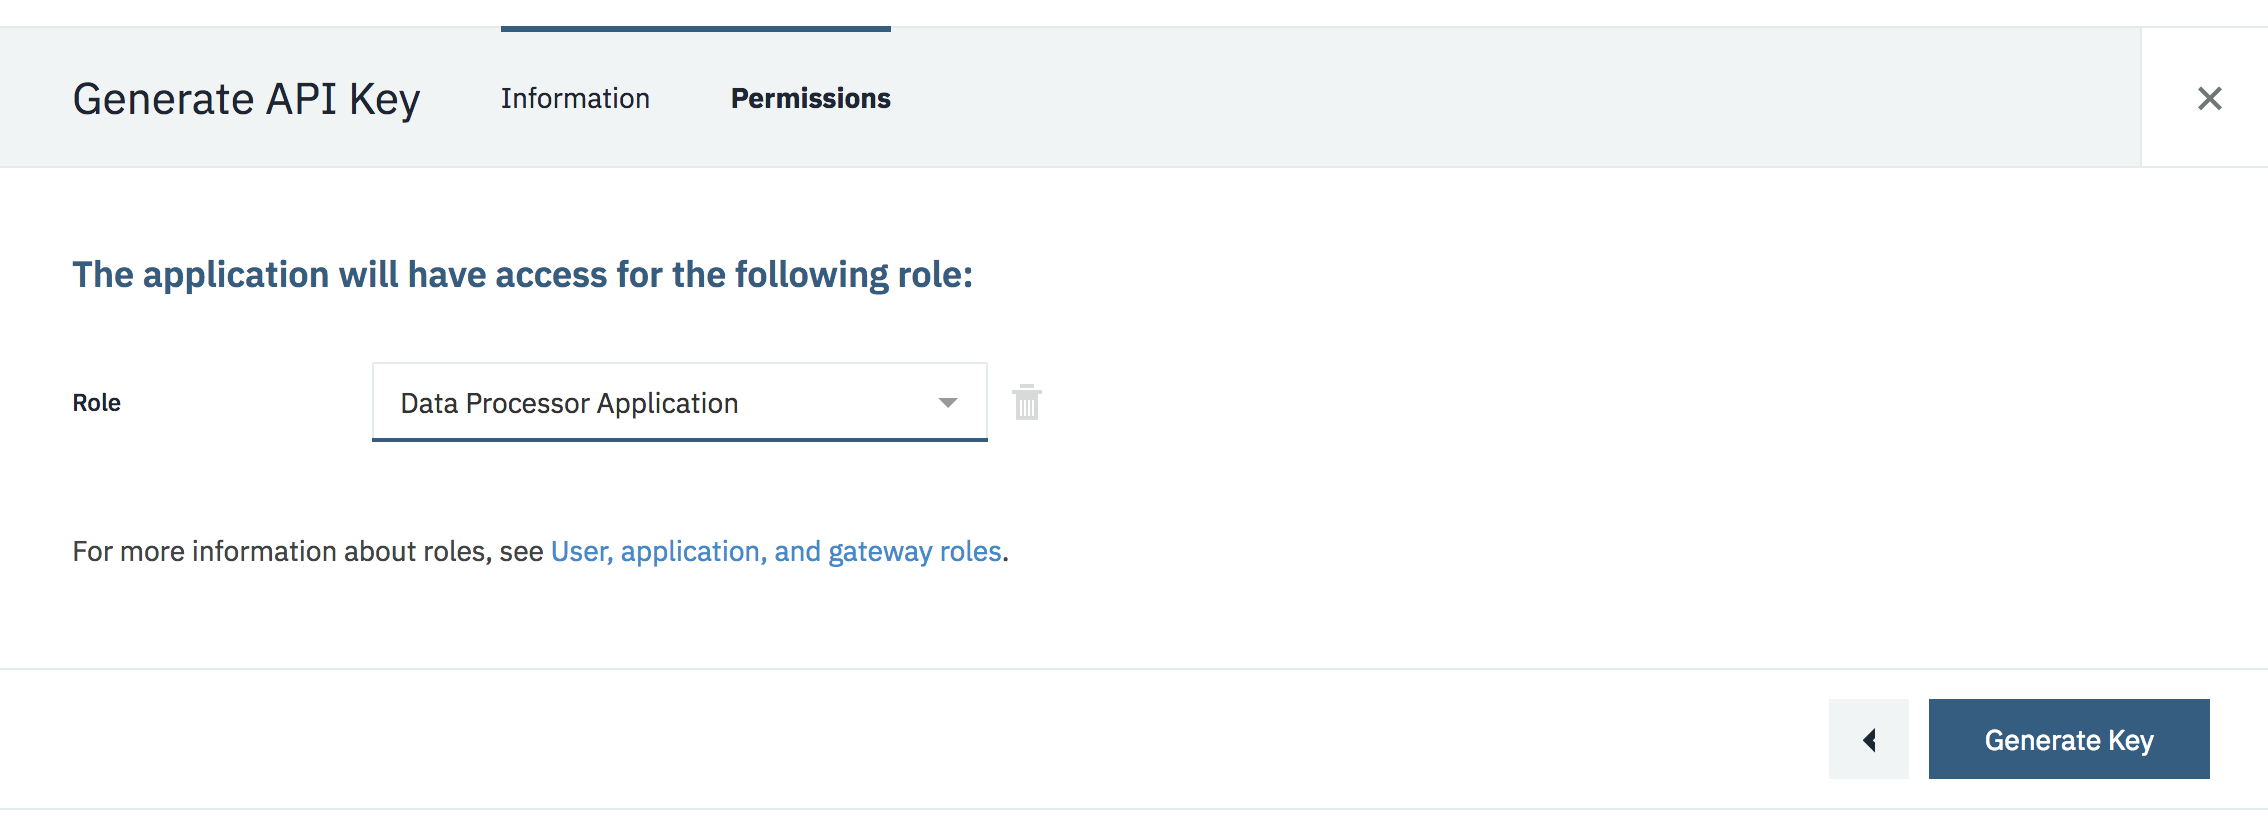 Generate API Key Information Permissions
The application will have access for the following role:
Role Data Processor Application
For more information about roles, see User, application, and gateway roles.
Generate Key